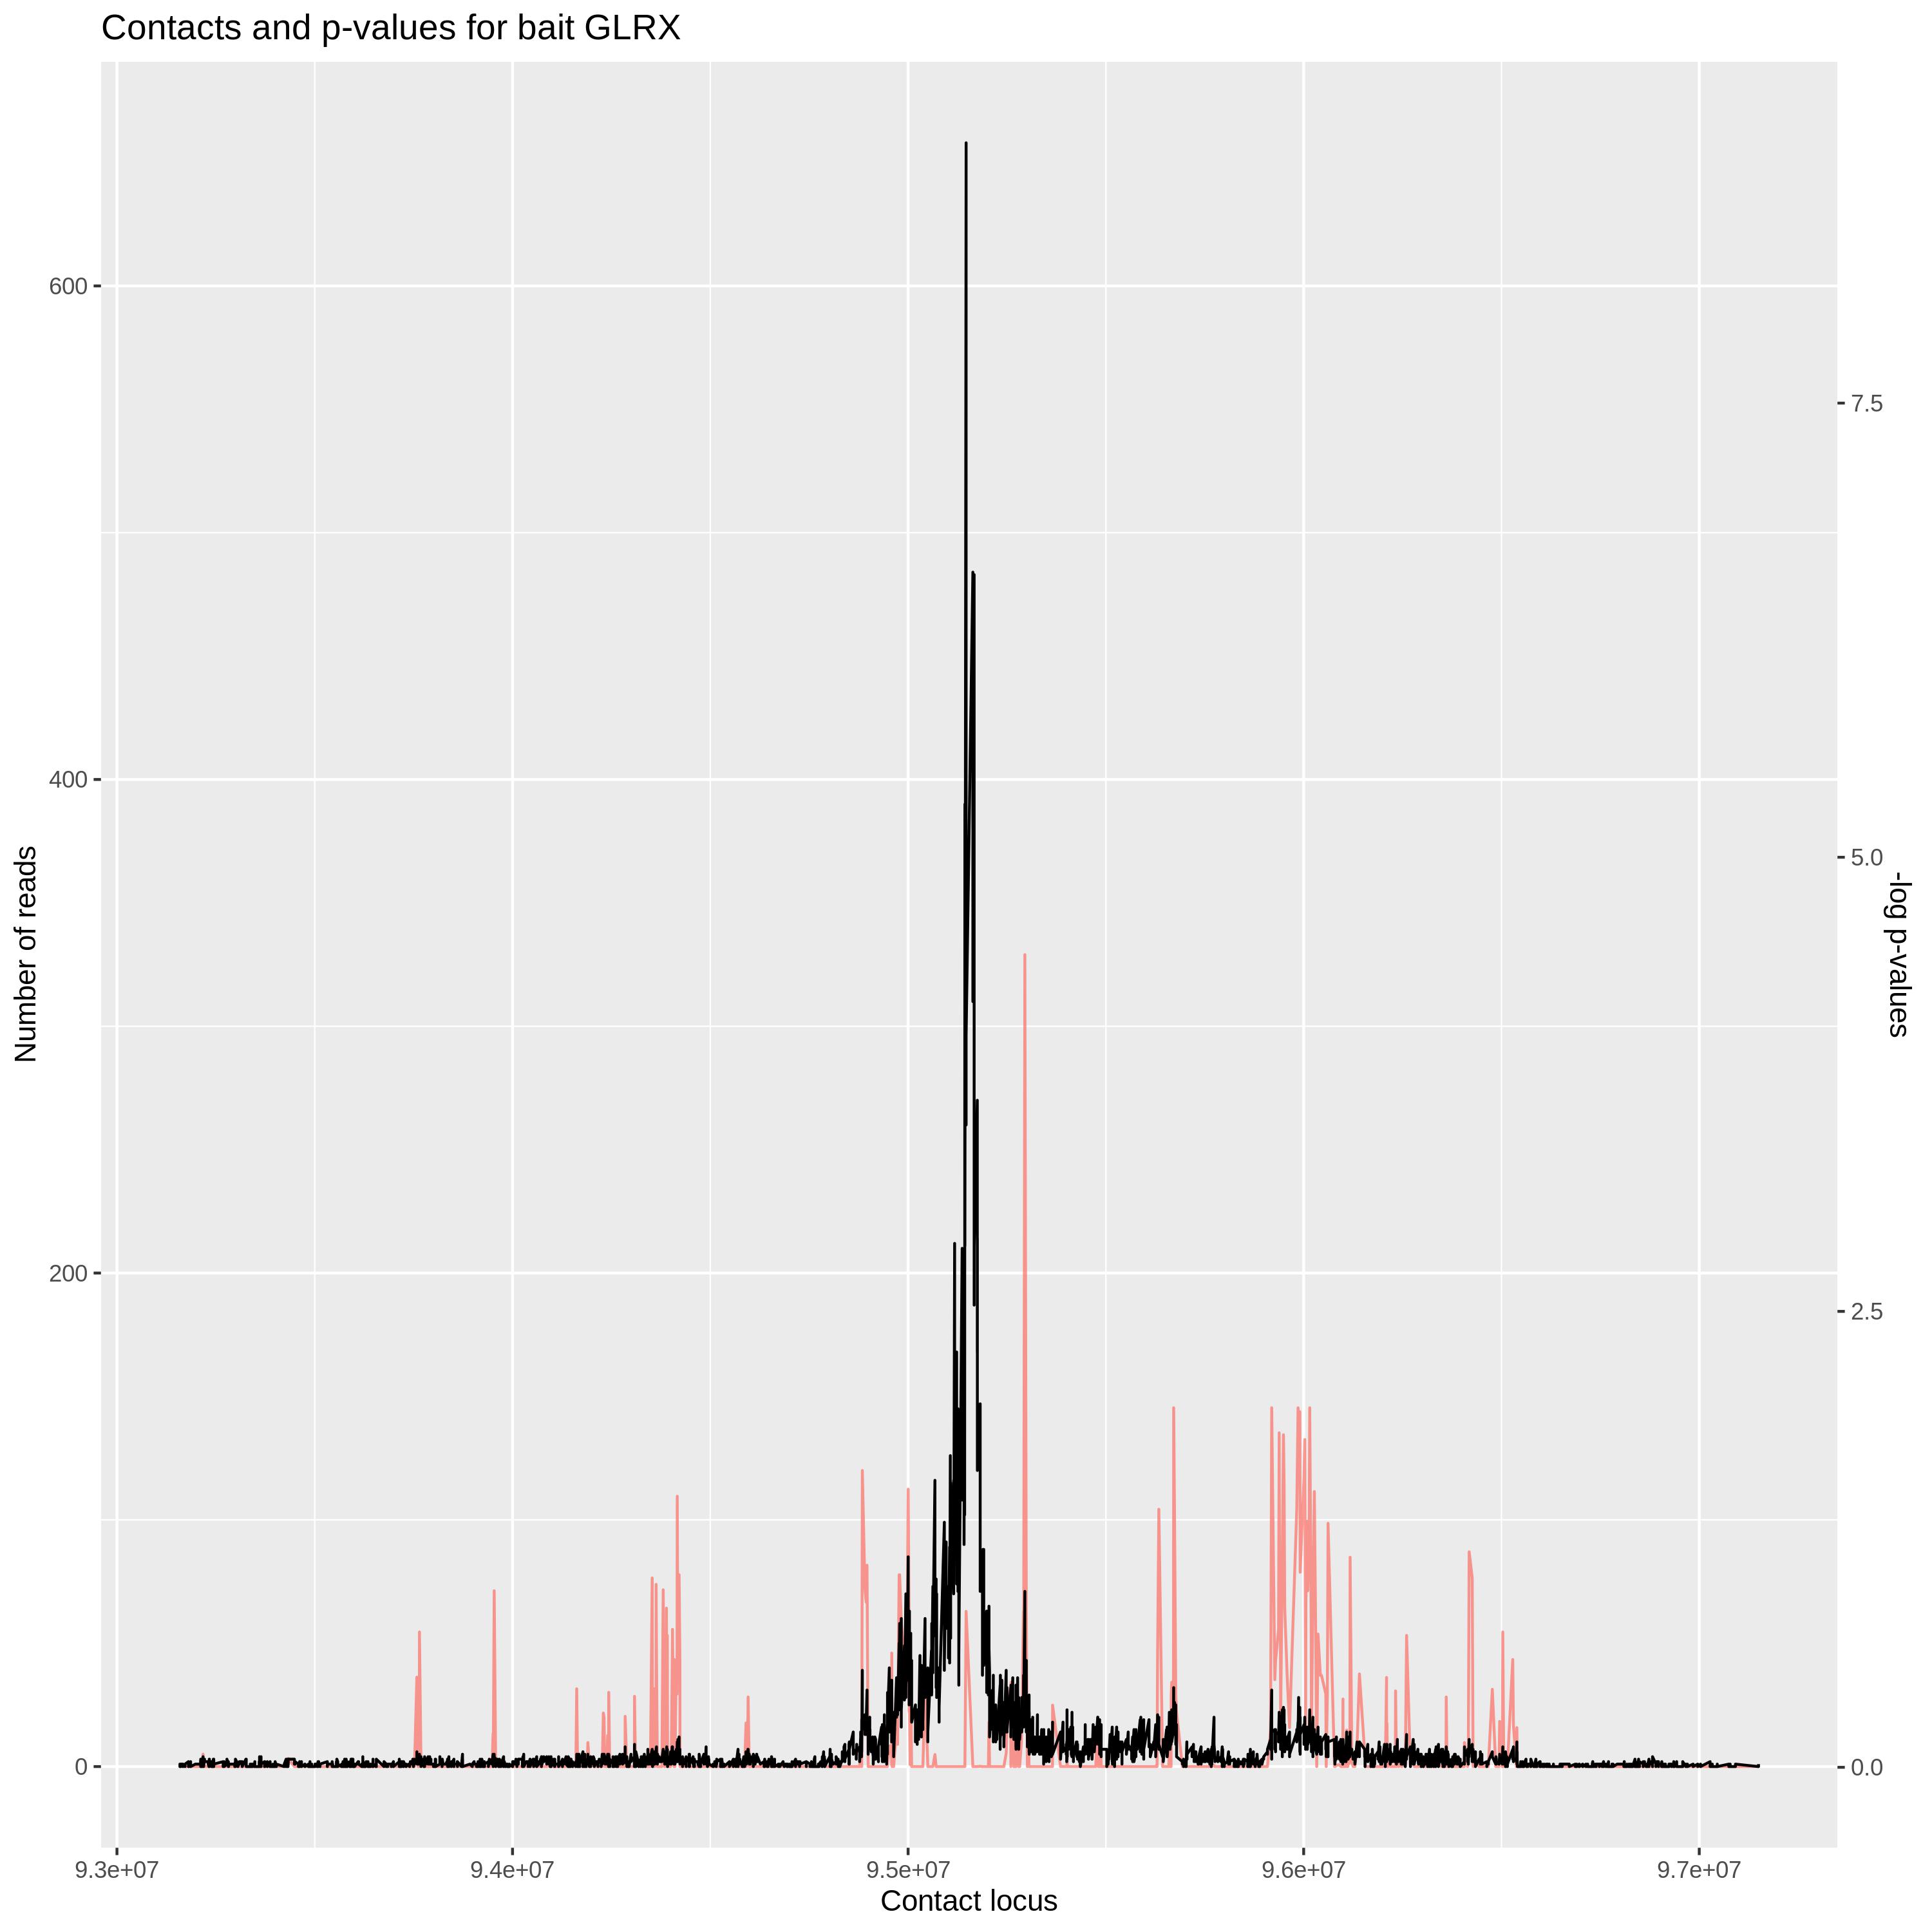 Contacts and p-values for bait GLRX
600
400
200
0
Number of reads
7.5
5.0
2.5
0.0
-log p-values
9.3e+07
9.4e+07
9.5e+07
9.6e+07
9.7e+07
Contact locus